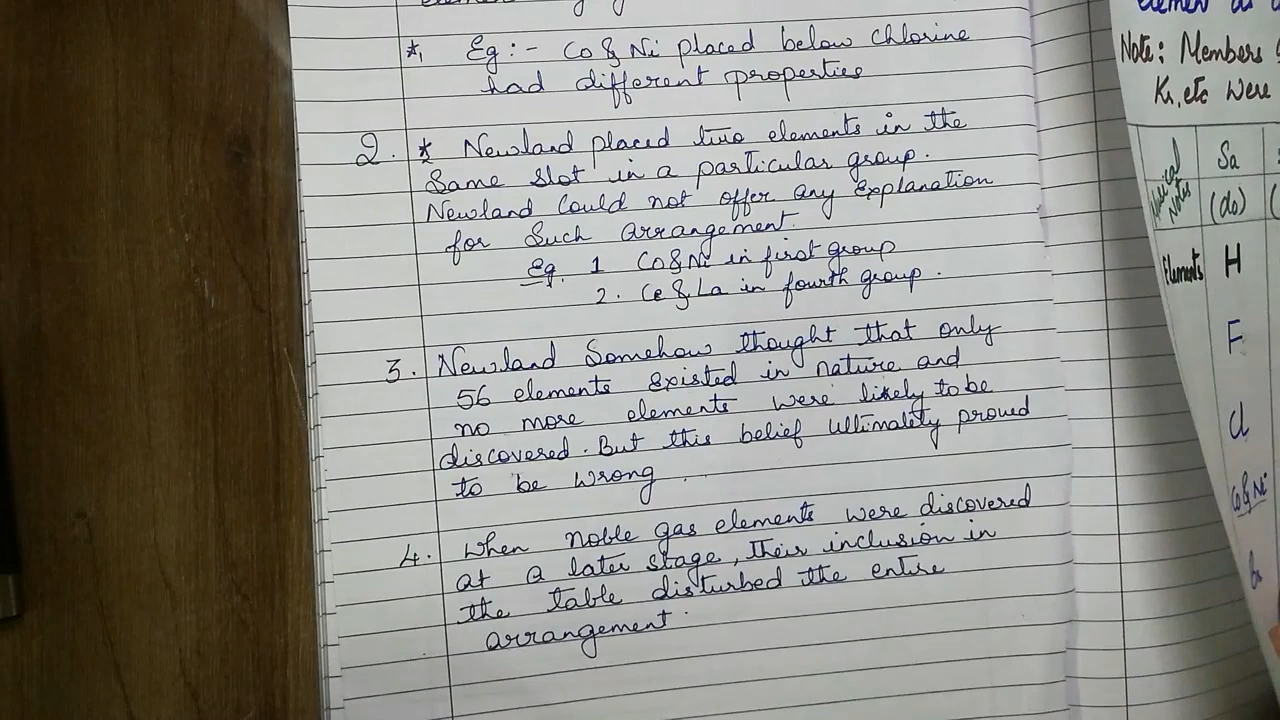 *, Eg :- Co & Ni placed below chlorine
had different properties
2. * Newland placed two elements in the
Same slot in a particular group.
Newland could not offer any Explanation
for Such arrangement.
Eg. 1 Co & Ni in first group
2. Ce & La in fourth group.
3. Newland Somehow thought that only
56 elements Existed in nature and
no more elements were likely to be
discovered. But this belief ultimately proved
to be wrong.
4. When noble gas elements were discovered
at a later stage, their inclusion in
the table disturbed the entire
arrangement.
Note: Members
Kr, etc were
Musical Notes Sa
(do)
Elements H
F
Cl
Co & Ni
Br